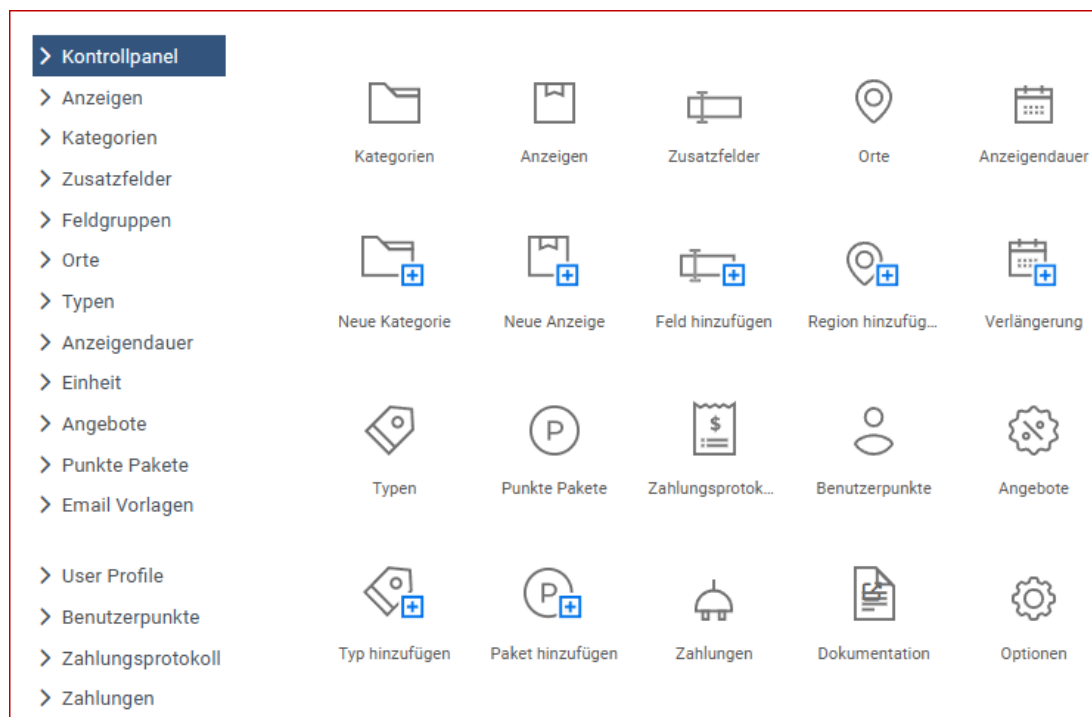 Kontrollpanel
Anzeigen
Kategorien
Zusatzfelder
Feldgruppen
Orte
Typen
Anzeigendauer
Einheit
Angebote
Punkte Pakete
Email Vorlagen
User Profile
Benutzerpunkte
Zahlungsprotokoll
Zahlungen
Kategorien Anzeigen Zusatzfelder Orte Anzeigendauer
Neue Kategorie Neue Anzeige Feld hinzufügen Region hinzufüg... Verlängerung
P $
Typen Punkte Pakete Zahlungsprotok... Benutzerpunkte Angebote
P
Typ hinzufügen Paket hinzufügen Zahlungen Dokumentation Optionen